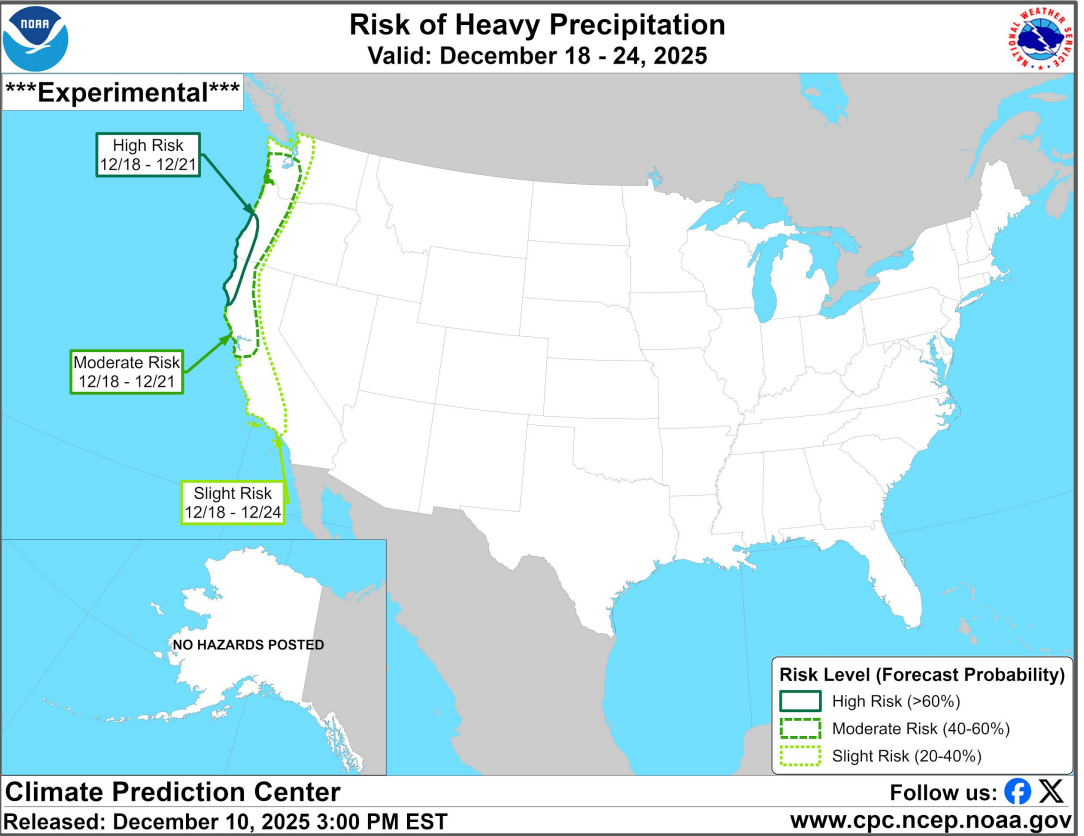 NOAA
Risk of Heavy Precipitation
Valid: December 18 - 24, 2025
NATIONAL WEATHER SERVICE
***Experimental***
High Risk
12/18 - 12/21
Moderate Risk
12/18 - 12/21
Slight Risk
12/18 - 12/24
NO HAZARDS POSTED
Risk Level (Forecast Probability)
High Risk (>60%)
Moderate Risk (40-60%)
Slight Risk (20-40%)
Climate Prediction Center
Follow us:
Released: December 10, 2025 3:00 PM EST
www.cpc.ncep.noaa.gov